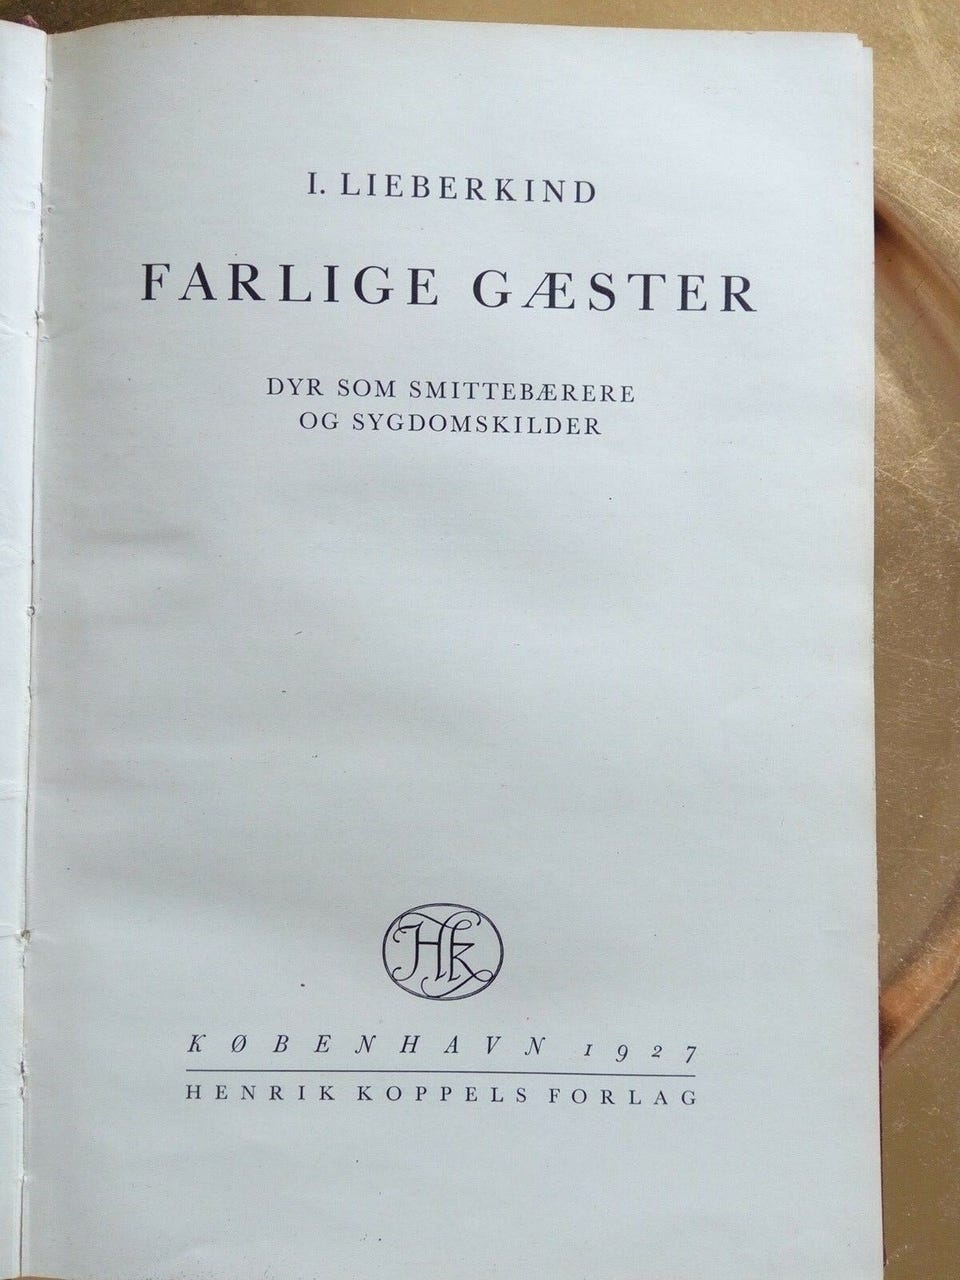 I. LIEBERKIND
FARLIGE GÆSTER
DYR SOM SMITTEBÆRERE
OG SYGDOMSKILDER
Hk
KØBENHAVN 1927
HENRIK KOPPELS FORLAG